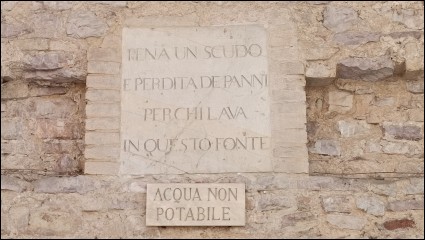 PENA UN SCUDO
E PERDITA DE PANNI
PER CHI LAVA
IN QUESTO FONTE
ACQUA NON
POTABILE